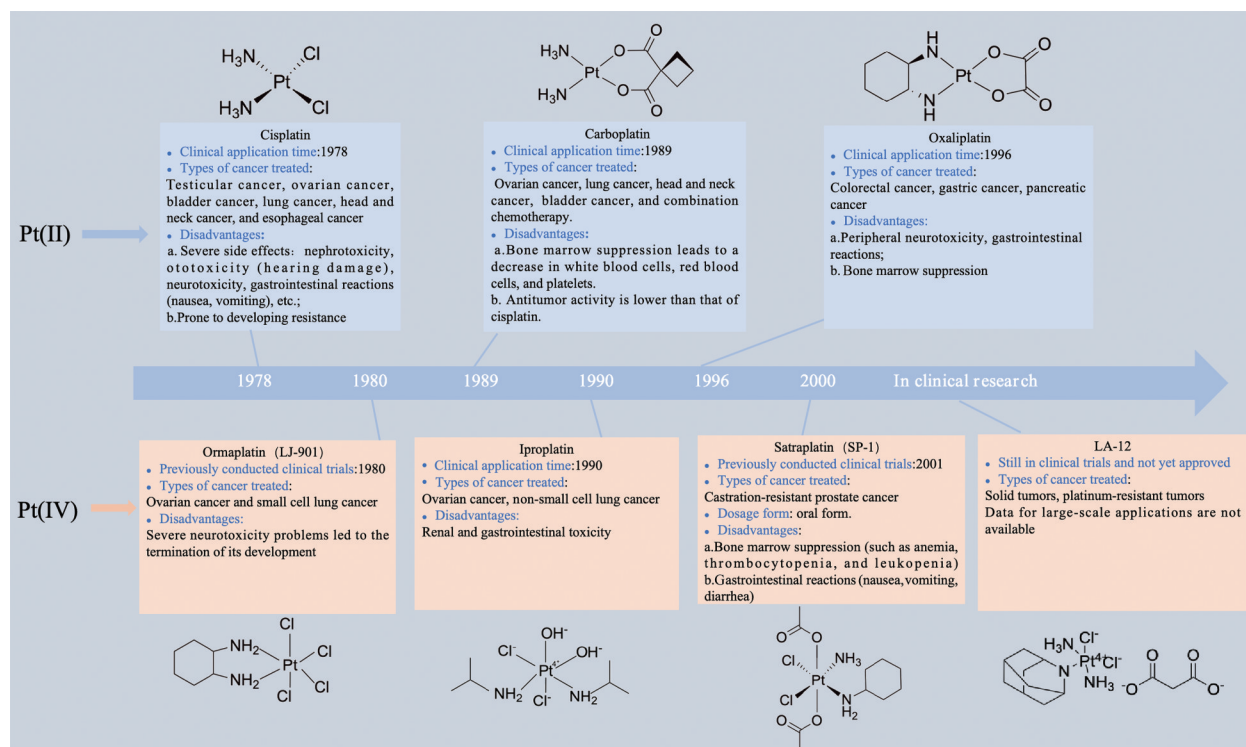 H₃N
Cl
Pt
H₃N
Cl
Cisplatin
• Clinical application time:1978
• Types of cancer treated:
Testicular cancer, ovarian cancer,
bladder cancer, lung cancer, head and
neck cancer, and esophageal cancer
• Disadvantages:
a. Severe side effects: nephrotoxicity,
ototoxicity (hearing damage),
neurotoxicity, gastrointestinal reactions
(nausea, vomiting), etc.;
b.Prone to developing resistance
O
H₃N
O
Pt
H₃N
O
O
Carboplatin
• Clinical application time:1989
• Types of cancer treated:
Ovarian cancer, lung cancer, head and neck
cancer, bladder cancer, and combination
chemotherapy.
• Disadvantages:
a.Bone marrow suppression leads to a
decrease in white blood cells, red blood
cells, and platelets.
b. Antitumor activity is lower than that of
cisplatin.
H
N
O
O
Pt
N
H
O
O
Oxaliplatin
• Clinical application time:1996
• Types of cancer treated:
Colorectal cancer, gastric cancer, pancreatic
cancer
• Disadvantages:
a.Peripheral neurotoxicity, gastrointestinal
reactions;
b. Bone marrow suppression
Pt(II)
1978 1980 1989 1990 1996 2000 In clinical research
Pt(IV)
Ormaplatin (LJ-901)
• Previously conducted clinical trials:1980
• Types of cancer treated:
Ovarian cancer and small cell lung cancer
• Disadvantages:
Severe neurotoxicity problems led to the
termination of its development
Cl
NH₂
Cl
Pt
NH₂
Cl
Cl
Iproplatin
• Clinical application time:1990
• Types of cancer treated:
Ovarian cancer, non-small cell lung cancer
• Disadvantages:
Renal and gastrointestinal toxicity
OH⁻
Cl⁻
OH⁻
Pt⁴⁺
NH₂
Cl⁻
NH₂
Satraplatin (SP-1)
• Previously conducted clinical trials:2001
• Types of cancer treated:
Castration-resistant prostate cancer
• Dosage form: oral form.
• Disadvantages:
a.Bone marrow suppression (such as anemia,
thrombocytopenia, and leukopenia)
b.Gastrointestinal reactions (nausea, vomiting,
diarrhea)
O
O
Cl
NH₃
Pt
Cl
N
H₂
O
O
LA-12
• Still in clinical trials and not yet approved
• Types of cancer treated:
Solid tumors, platinum-resistant tumors
Data for large-scale applications are not
available
H₃N
Cl⁻
N
Pt⁴⁺
Cl⁻
NH₃
O
O
⁻O
O⁻